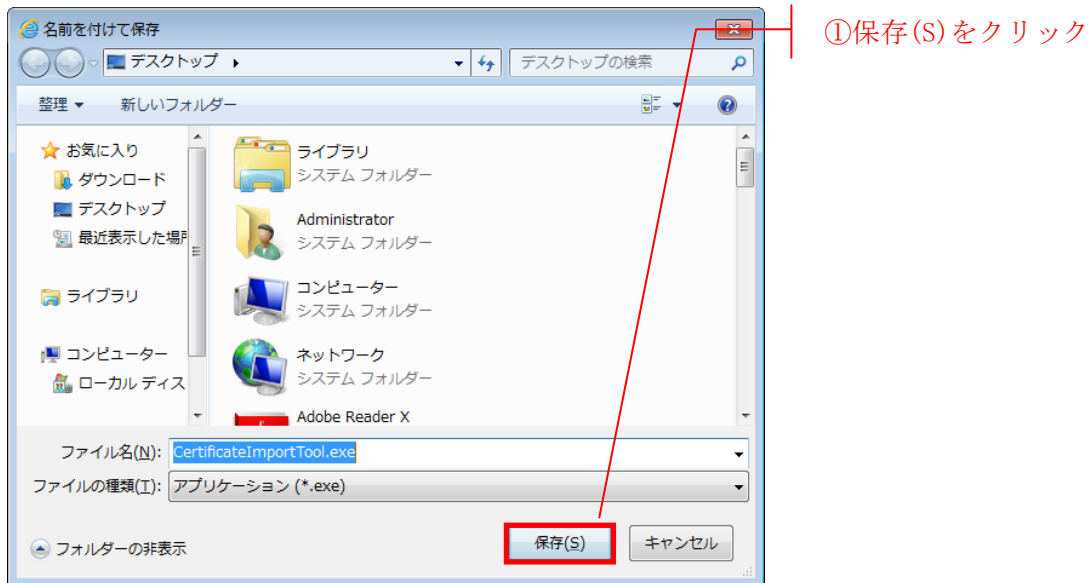 名前を付けて保存
①保存(S)をクリック
デスクトップ
デスクトップの検索
整理
新しいフォルダー
お気に入り
ダウンロード
デスクトップ
最近表示した場所
ライブラリ
コンピューター
ローカル ディス
ライブラリ
システム フォルダー
Administrator
システム フォルダー
コンピューター
システム フォルダー
ネットワーク
システム フォルダー
Adobe Reader X
ファイル名(N): CertificateImportTool.exe
ファイルの種類(T): アプリケーション (*.exe)
フォルダーの非表示
保存(S)
キャンセル